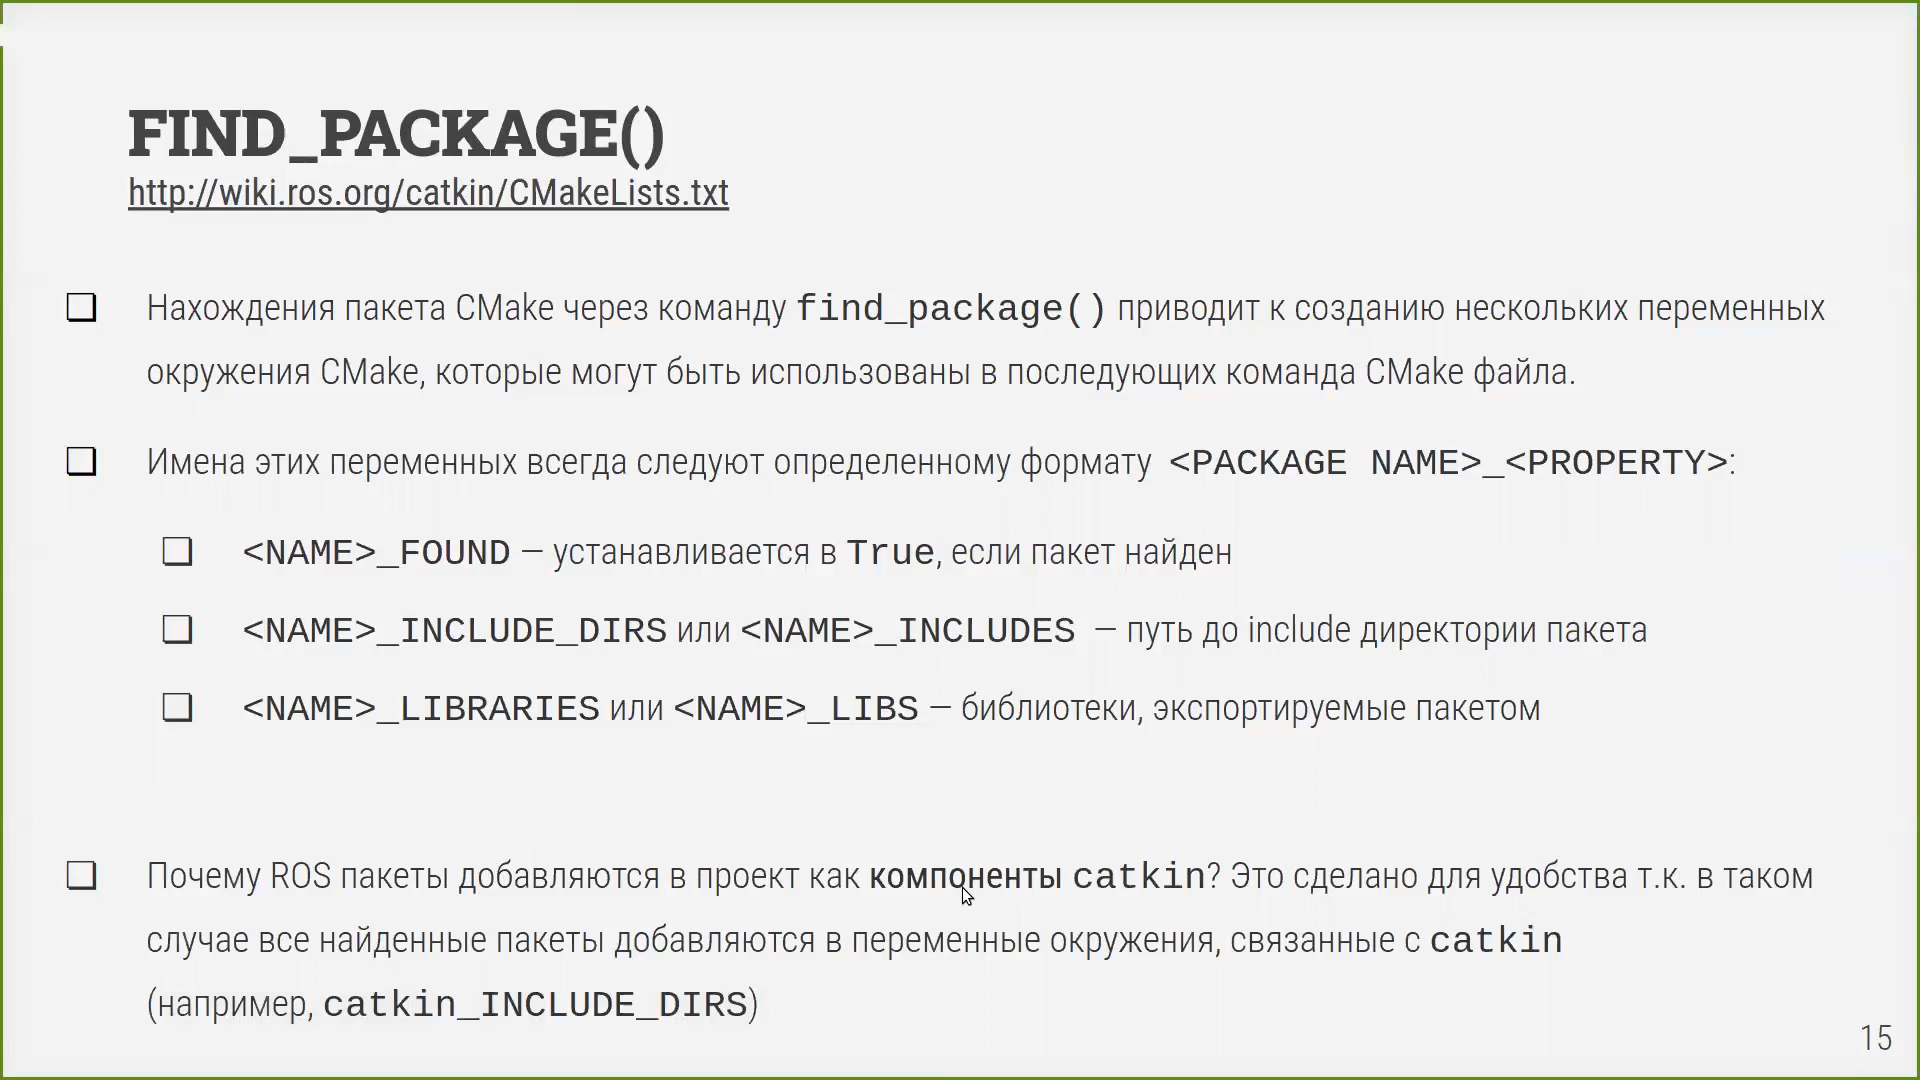 FIND_PACKAGE()
http://wiki.ros.org/catkin/CMakeLists.txt
❏ Нахождения пакета CMake через команду find_package() приводит к созданию нескольких переменных
окружения CMake, которые могут быть использованы в последующих команда CMake файла.
❏ Имена этих переменных всегда следуют определенному формату <PACKAGE NAME>_<PROPERTY>:
❏ <NAME>_FOUND – устанавливается в True, если пакет найден
❏ <NAME>_INCLUDE_DIRS или <NAME>_INCLUDES – путь до include директории пакета
❏ <NAME>_LIBRARIES или <NAME>_LIBS – библиотеки, экспортируемые пакетом
❏ Почему ROS пакеты добавляются в проект как компоненты catkin? Это сделано для удобства т.к. в таком
случае все найденные пакеты добавляются в переменные окружения, связанные с catkin
(например, catkin_INCLUDE_DIRS)
15